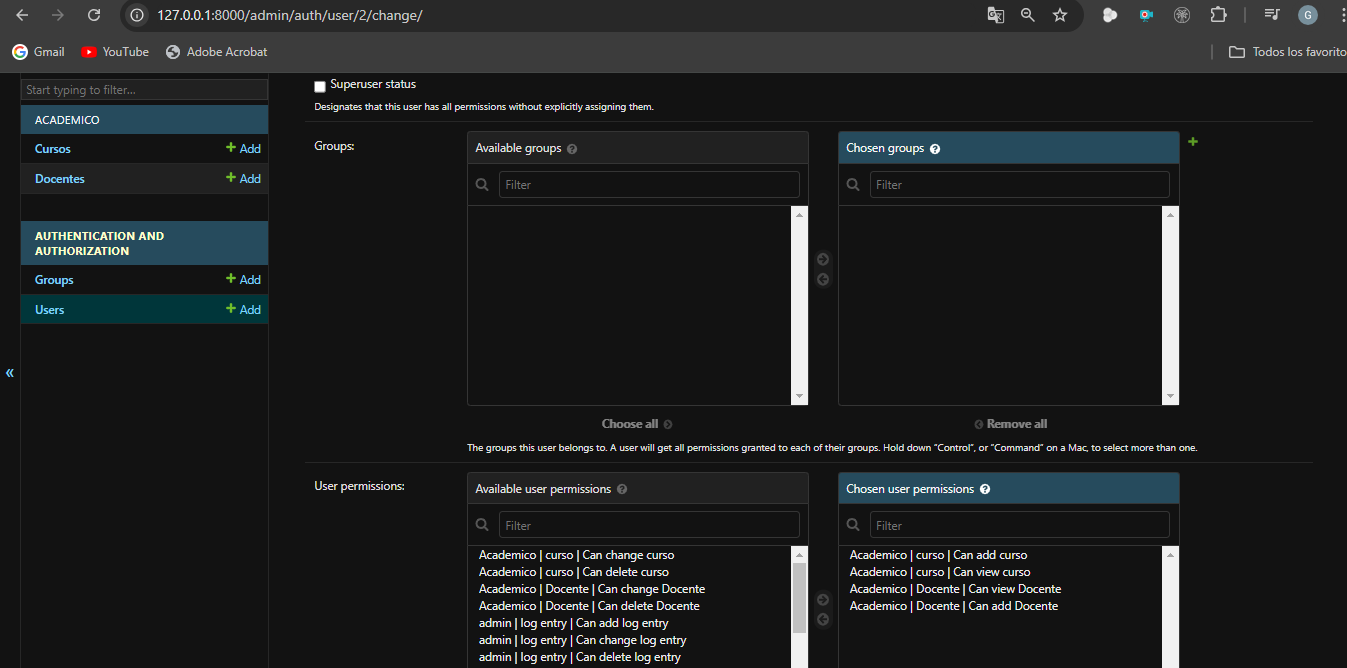 127.0.0.1:8000/admin/auth/user/2/change/
G
Gmail
YouTube
Adobe Acrobat
Todos los favorito
Start typing to filter...
ACADEMICO
Cursos
Add
Docentes
Add
AUTHENTICATION AND
AUTHORIZATION
Groups
Add
Users
Add
«
Superuser status
Designates that this user has all permissions without explicitly assigning them.
Groups:
Available groups ?
Filter
Choose all
Chosen groups ?
Filter
Remove all
The groups this user belongs to. A user will get all permissions granted to each of their groups. Hold down “Control”, or “Command” on a Mac, to select more than one.
User permissions:
Available user permissions ?
Filter
Academico | curso | Can change curso
Academico | curso | Can delete curso
Academico | Docente | Can change Docente
Academico | Docente | Can delete Docente
admin | log entry | Can add log entry
admin | log entry | Can change log entry
admin | log entry | Can delete log entry
Chosen user permissions ?
Filter
Academico | curso | Can add curso
Academico | curso | Can view curso
Academico | Docente | Can view Docente
Academico | Docente | Can add Docente